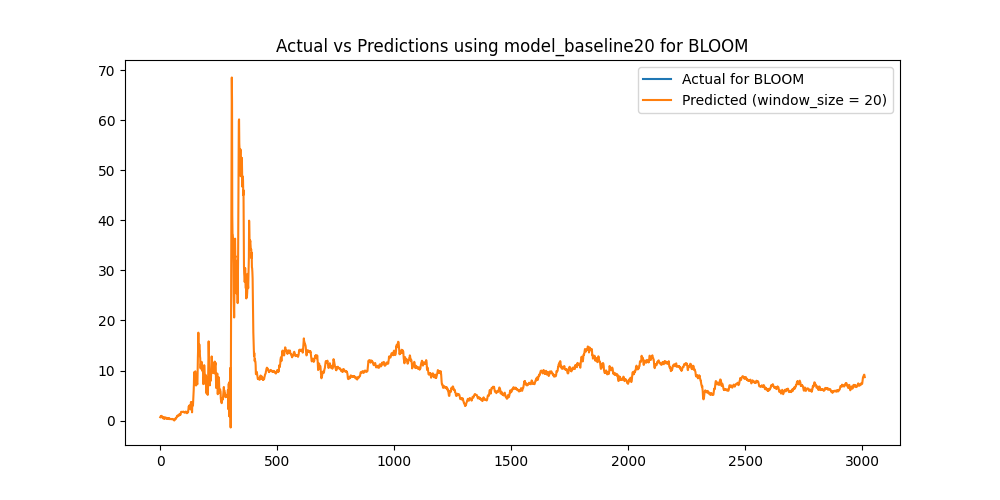 Actual vs Predictions using model_baseline20 for BLOOM
Actual for BLOOM
Predicted (window_size = 20)
70
60
50
40
30
20
10
0
0 500 1000 1500 2000 2500 3000